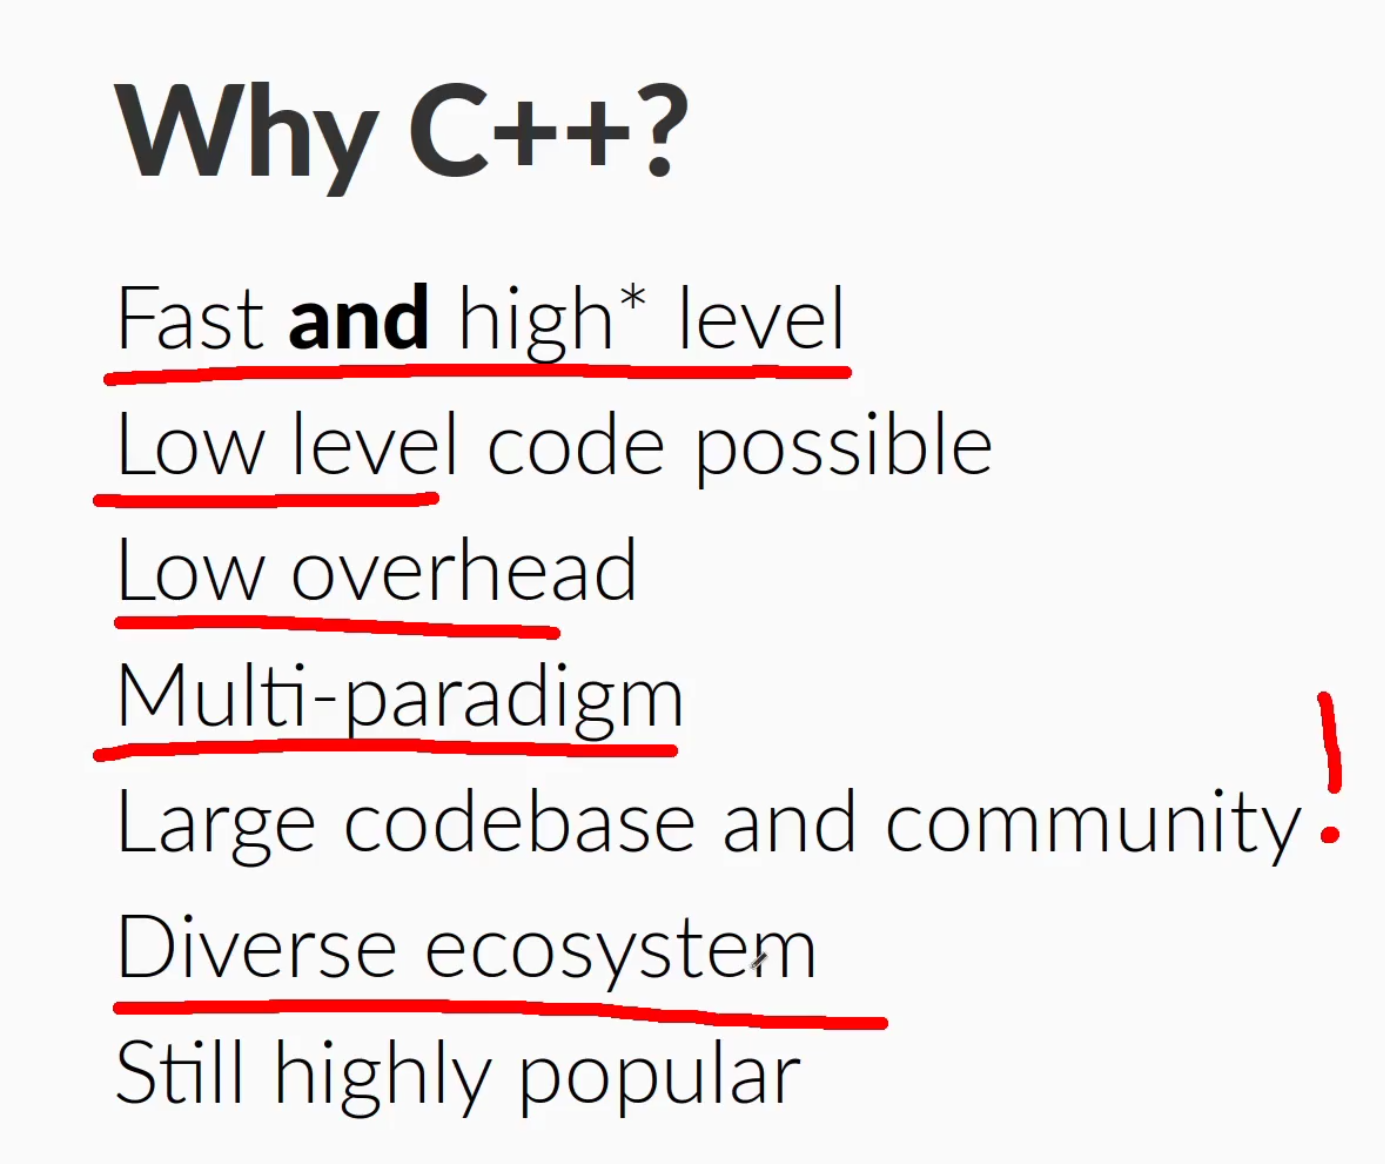 Why C++?
Fast and high* level
Low level code possible
Low overhead
Multi-paradigm
Large codebase and community!
Diverse ecosystem
Still highly popular